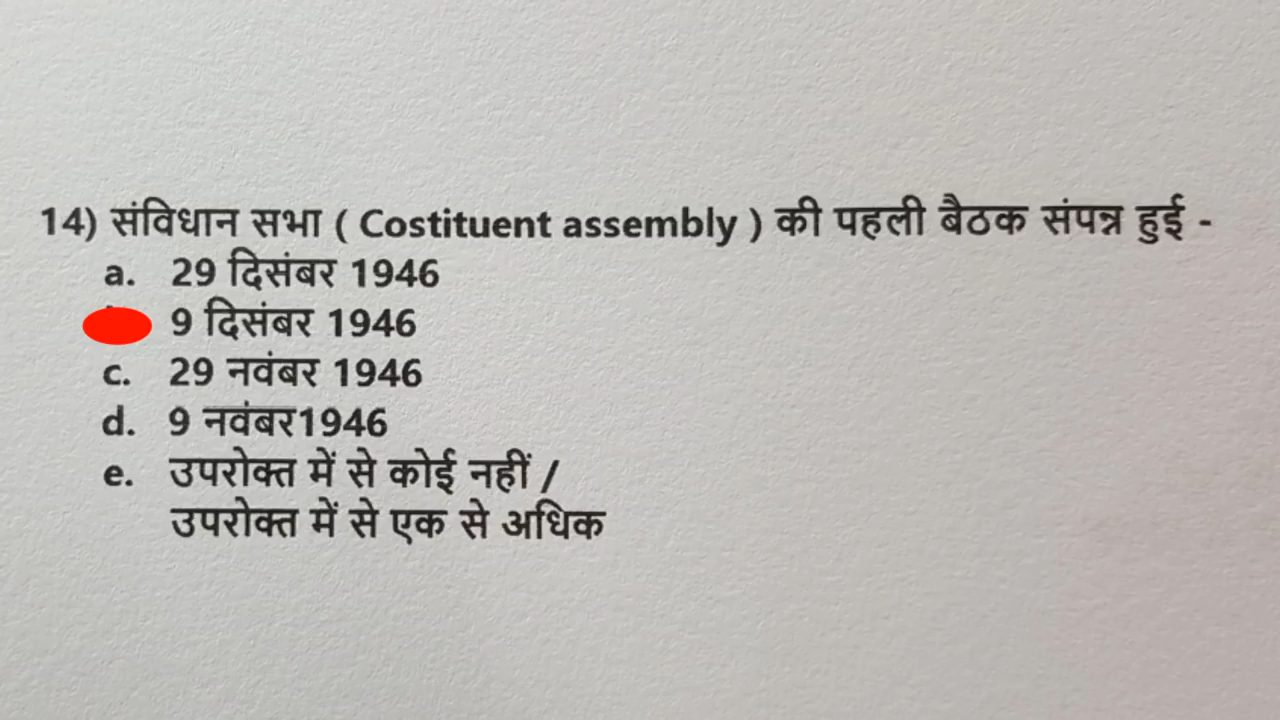 14) संविधान सभा ( Costituent assembly ) की पहली बैठक संपन्न हुई -
a. 29 दिसंबर 1946
9 दिसंबर 1946
c. 29 नवंबर 1946
d. 9 नवंबर1946
e. उपरोक्त में से कोई नहीं /
उपरोक्त में से एक से अधिक